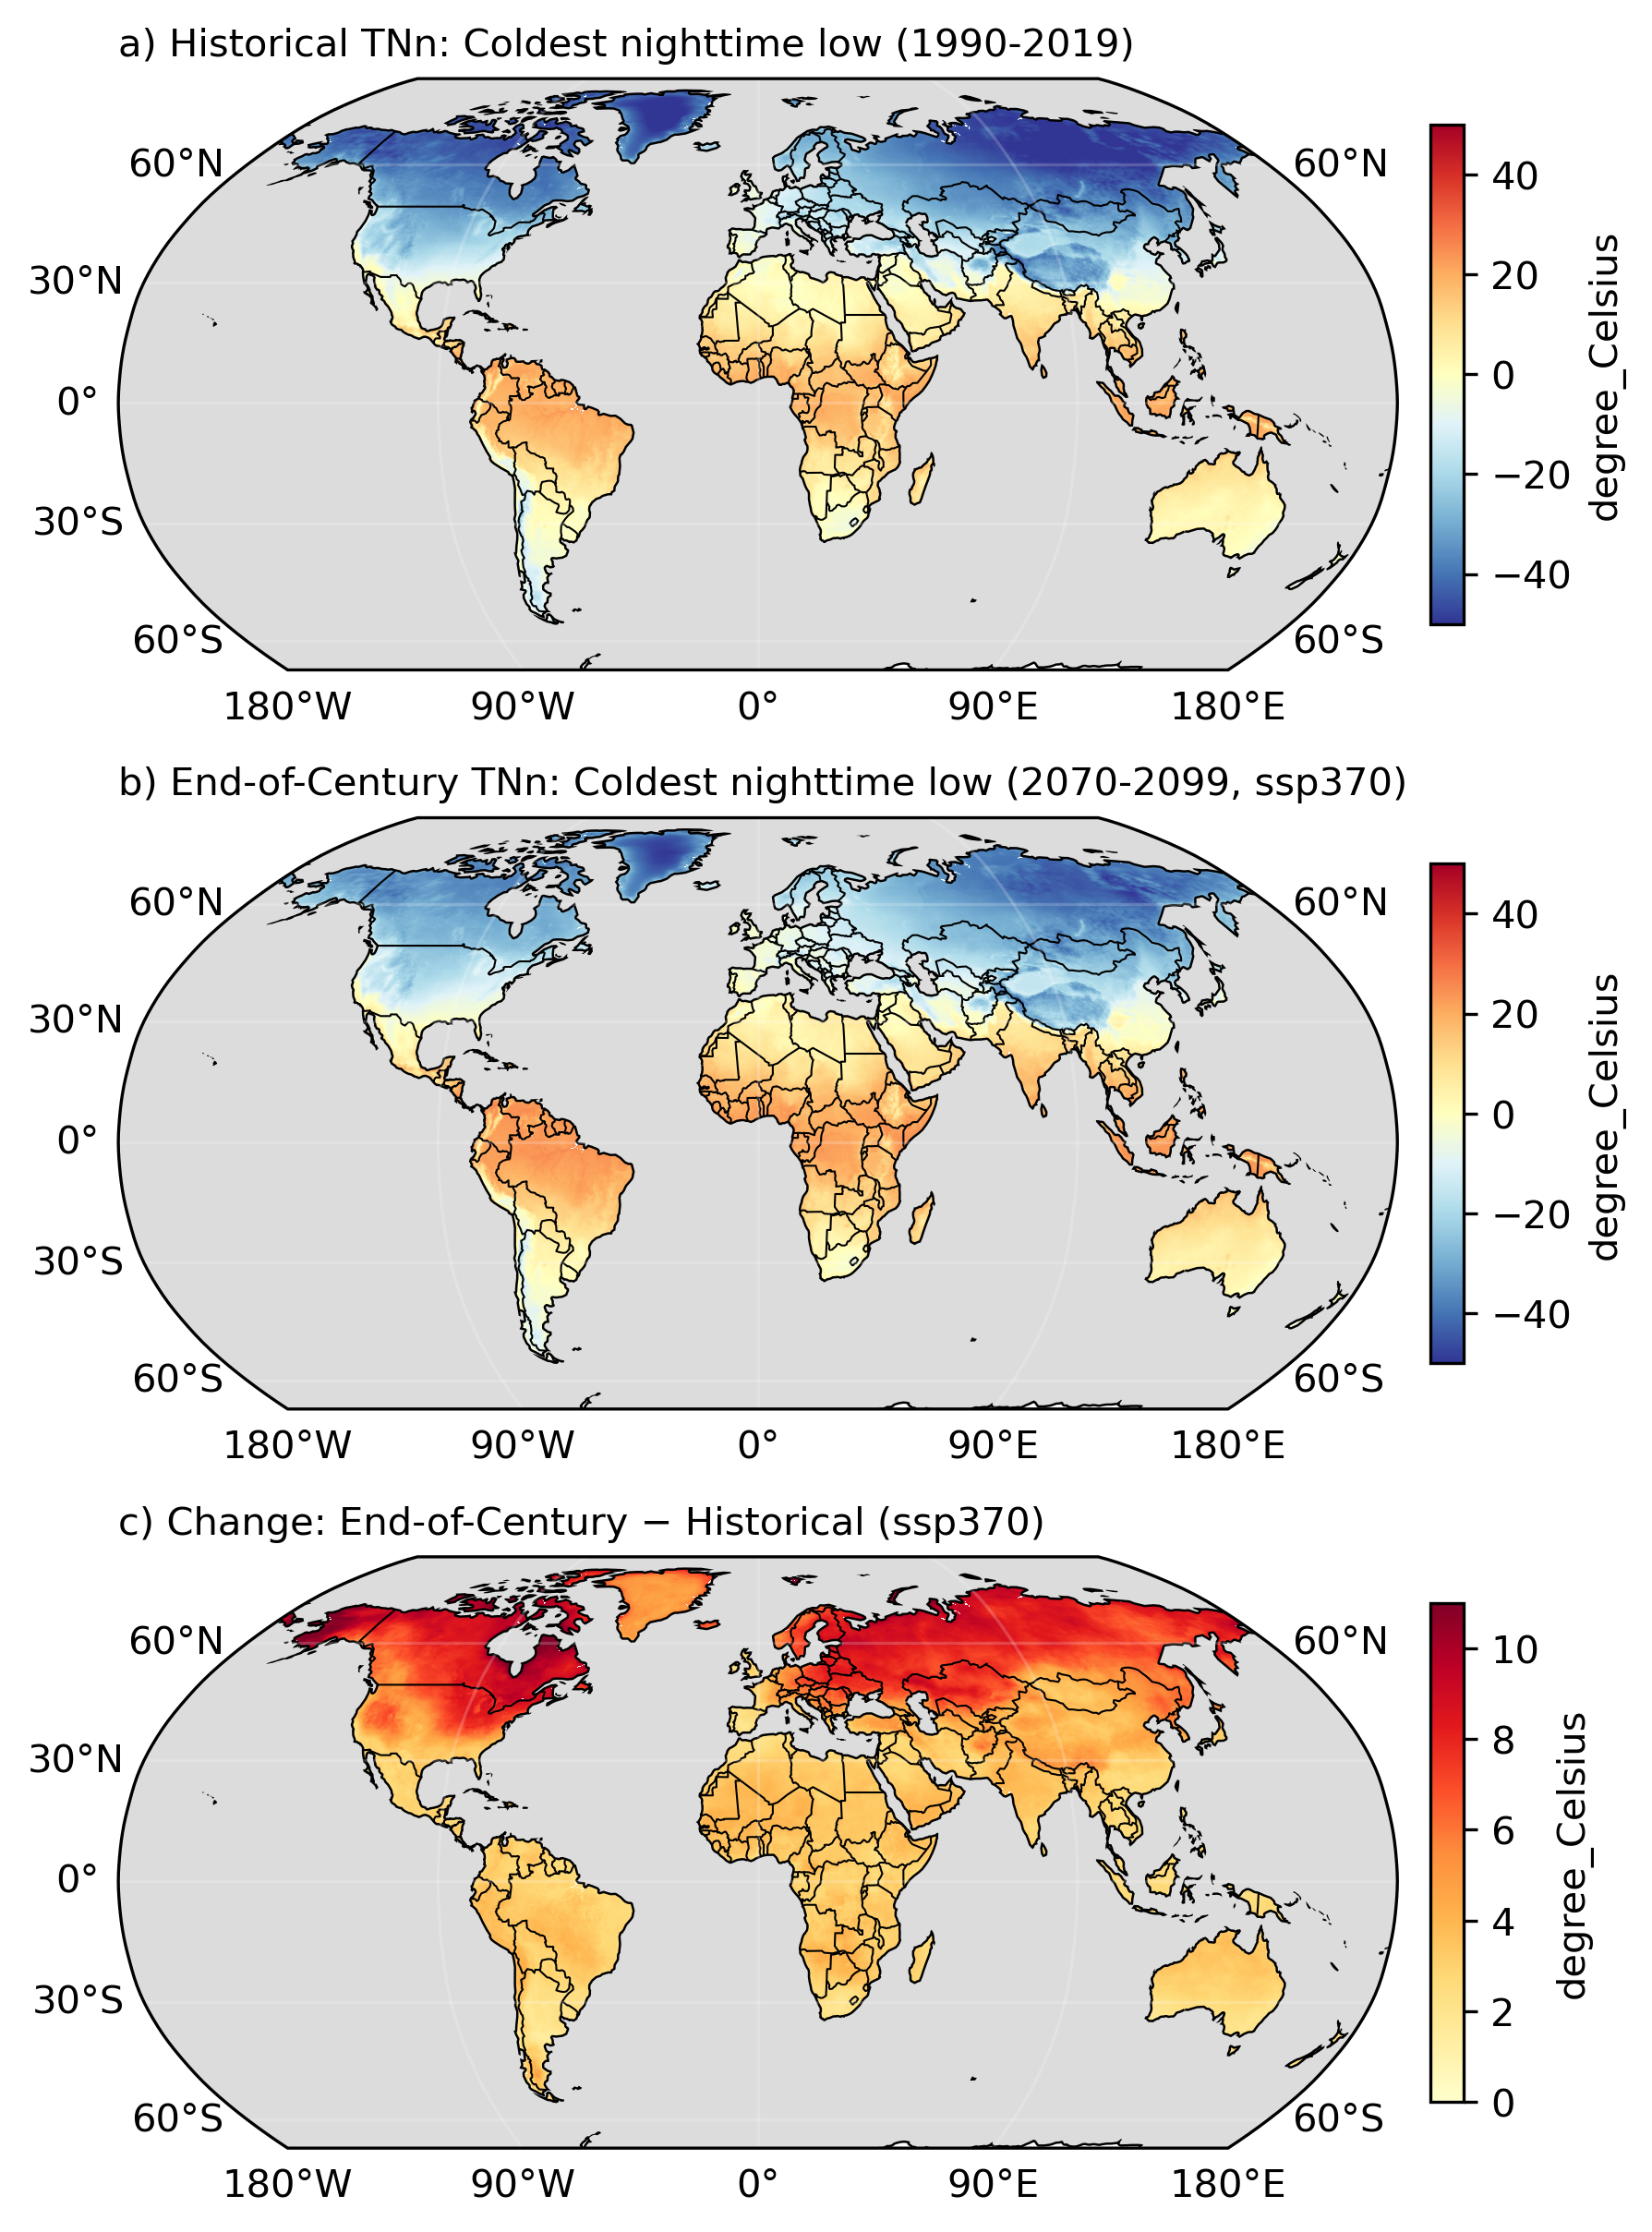 a) Historical TNn: Coldest nighttime low (1990-2019)
60°N
60°N
30°N
0°
30°S
60°S
60°S
180°W
90°W
0°
90°E
180°E
40
20
0
−20
−40
degree_Celsius
b) End-of-Century TNn: Coldest nighttime low (2070-2099, ssp370)
60°N
60°N
30°N
0°
30°S
60°S
60°S
180°W
90°W
0°
90°E
180°E
40
20
0
−20
−40
degree_Celsius
c) Change: End-of-Century − Historical (ssp370)
60°N
60°N
30°N
0°
30°S
60°S
60°S
180°W
90°W
0°
90°E
180°E
10
8
6
4
2
0
degree_Celsius